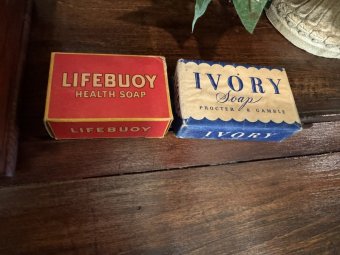 LIFEBUOY
HEALTH SOAP
LIFEBUOY
IVORY
Soap
PROCTER & GAMBLE
IVORY